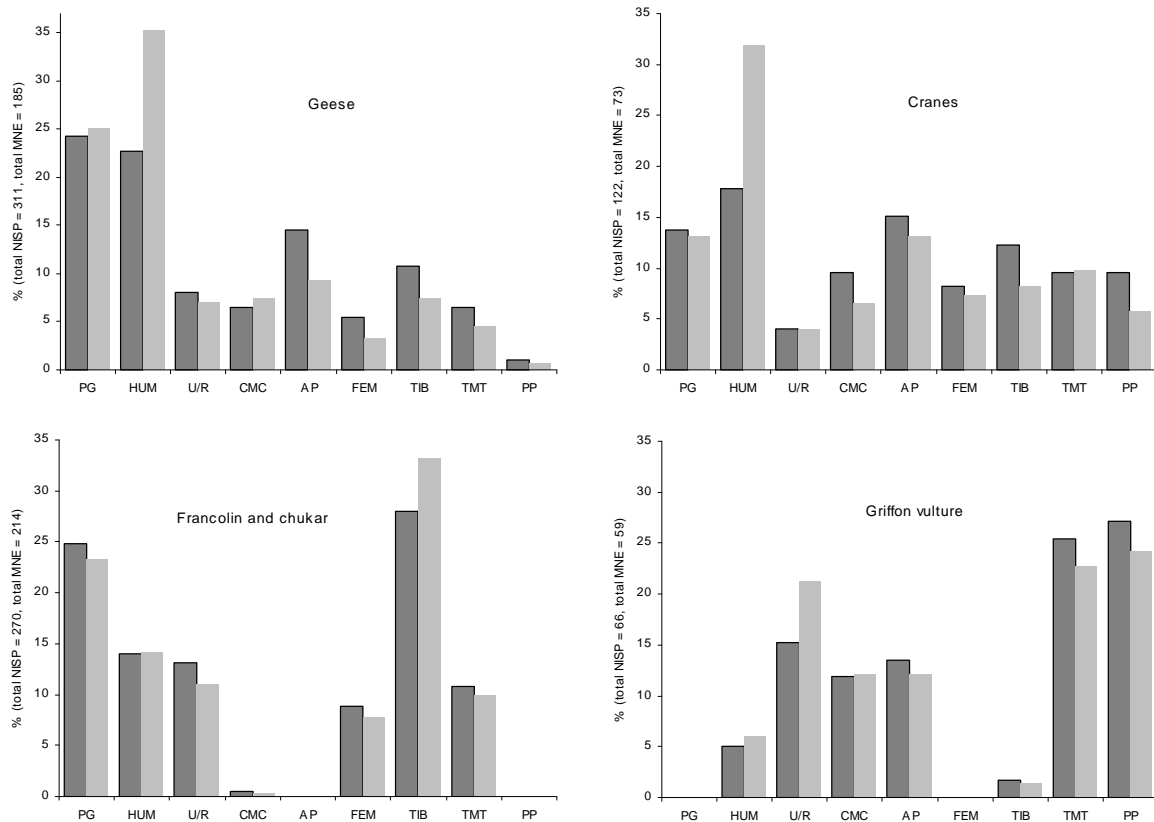 % (total NISP = 311, total MNE = 185)
35
30
25
20
15
10
5
0
Geese
PG HUM U/R CMC AP FEM TIB TMT PP
% (total NISP = 122, total MNE = 73)
35
30
25
20
15
10
5
0
Cranes
PG HUM U/R CMC AP FEM TIB TMT PP
% (total NISP = 270, total MNE = 214)
35
30
25
20
15
10
5
0
Francolin and chukar
PG HUM U/R CMC AP FEM TIB TMT PP
% (total NISP = 66, total MNE = 59)
35
30
25
20
15
10
5
0
Griffon vulture
PG HUM U/R CMC AP FEM TIB TMT PP